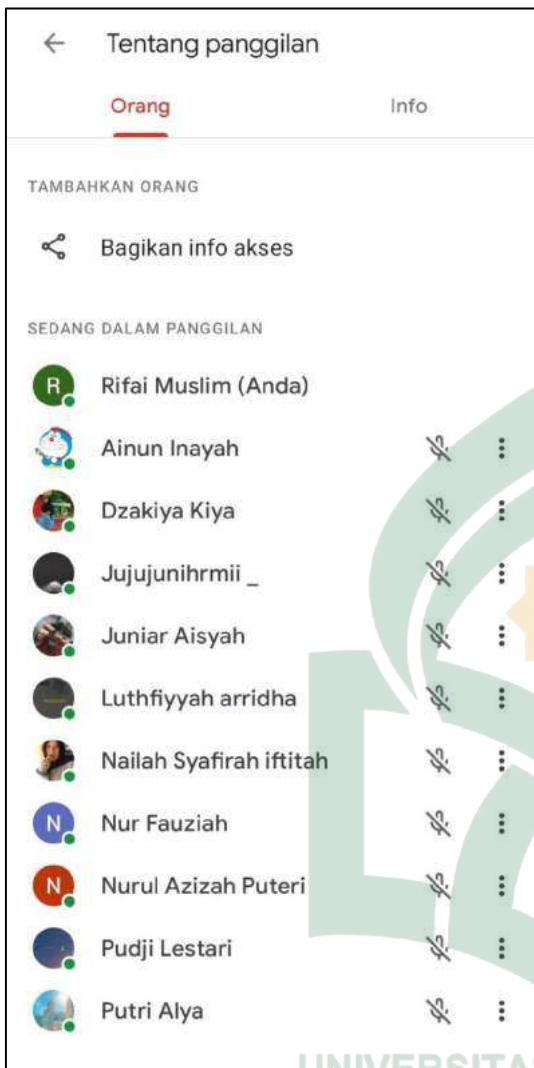 Tentang panggilan
Orang Info
TAMBAHKAN ORANG
Bagikan info akses
SEDANG DALAM PANGGILAN
R Rifai Muslim (Anda)
Ainun Inayah
Dzakiya Kiya
Jujujunihrmii _
Juniar Aisyah
Luthfiyyah arridha
Nailah Syafirah iftitah
N Nur Fauziah
N Nurul Azizah Puteri
Pudji Lestari
Putri Alya
UNIVERSITAS